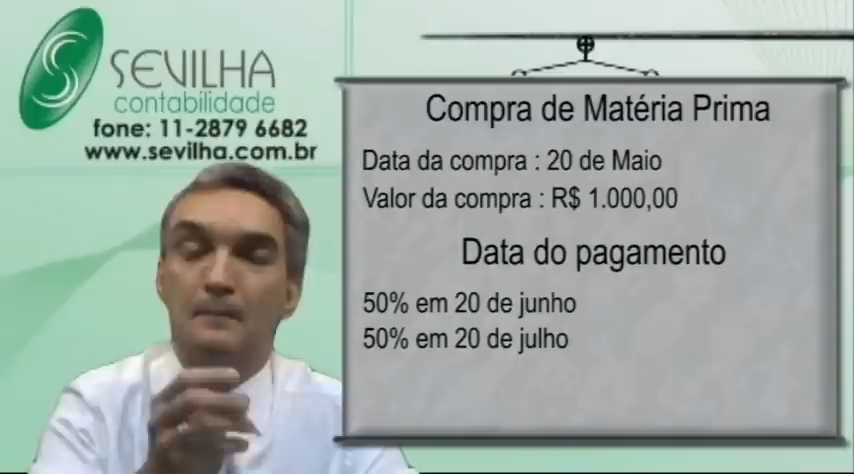 SEVILHA
contabilidade
fone: 11-2879 6682
www.sevilha.com.br
Compra de Matéria Prima
Data da compra : 20 de Maio
Valor da compra : R$ 1.000,00
Data do pagamento
50% em 20 de junho
50% em 20 de julho